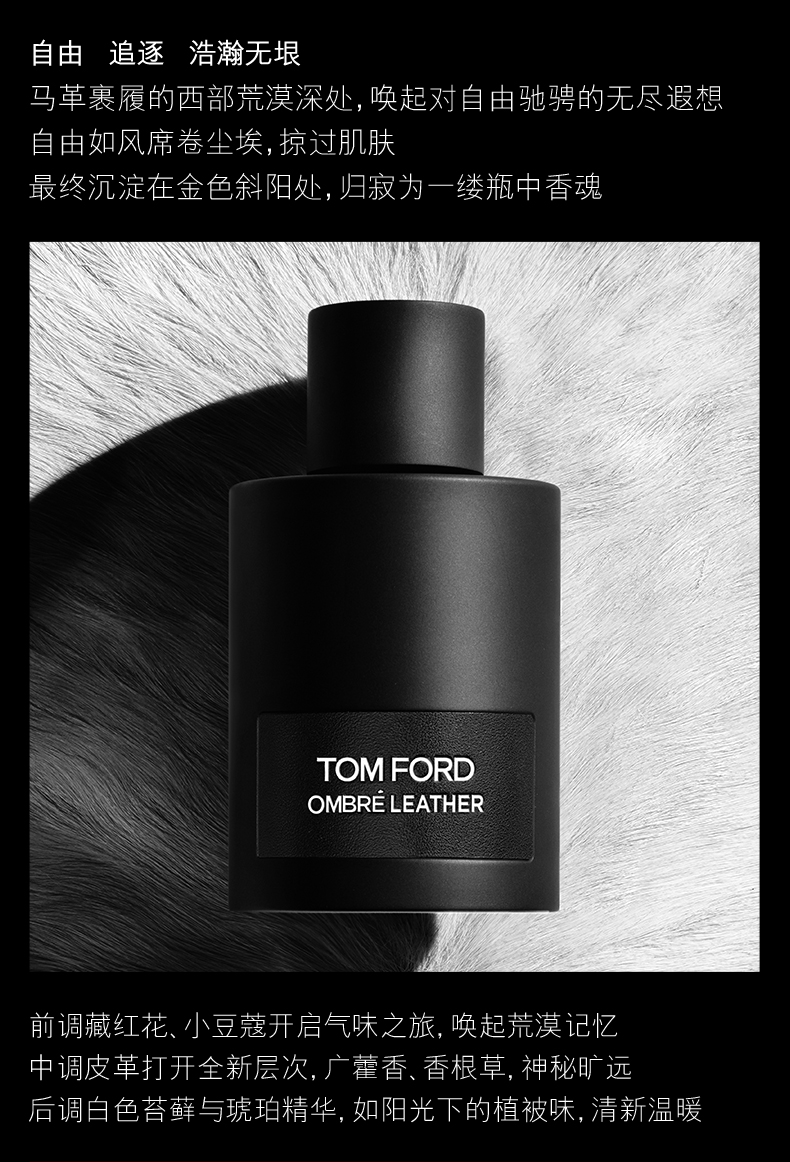 自由 追逐 浩瀚无垠
马革裹履的西部荒漠深处,唤起对自由驰骋的无尽遐想
自由如风席卷尘埃,掠过肌肤
最终沉淀在金色斜阳处,归寂为一缕瓶中香魂
TOM FORD
OMBRÉ LEATHER
前调藏红花、小豆蔻开启气味之旅,唤起荒漠记忆
中调皮革打开全新层次,广藿香、香根草,神秘旷远
后调白色苔藓与琥珀精华,如阳光下的植被味,清新温暖